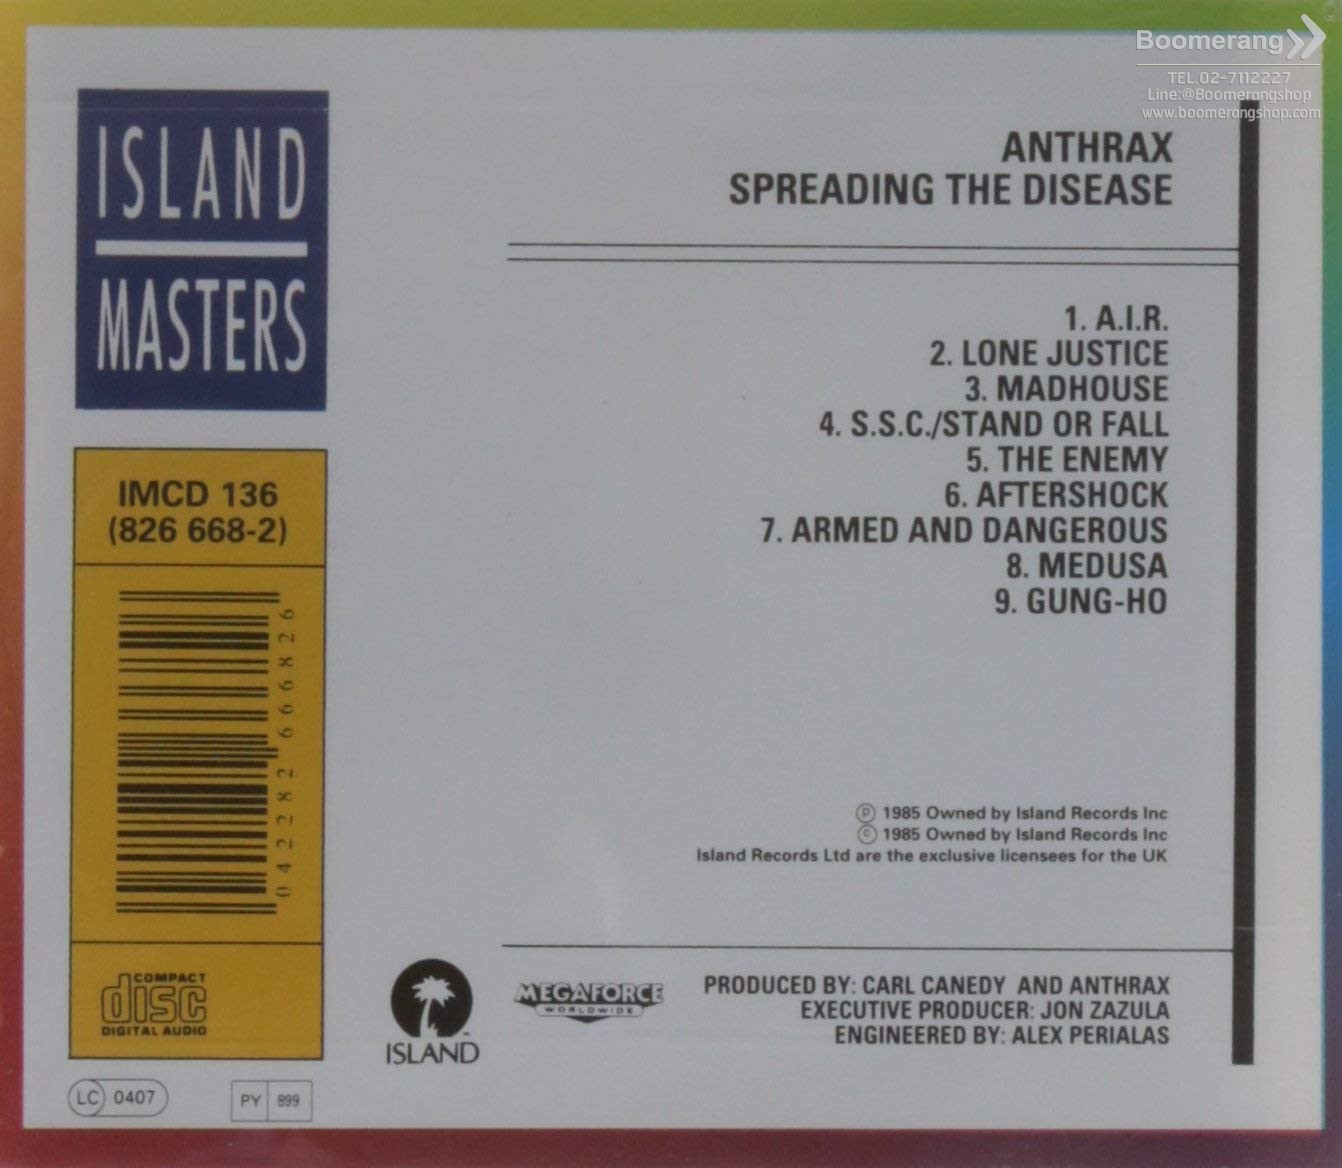 Boomerang
TEL.02-7112227
Line:@Boomerangshop
www.boomerangshop.com
ISLAND
MASTERS
IMCD 136
(826 668-2)
042282666826
COMPACT
disc
DIGITAL AUDIO
LC 0407
PY 899
ANTHRAX
SPREADING THE DISEASE
1. A.I.R.
2. LONE JUSTICE
3. MADHOUSE
4. S.S.C./STAND OR FALL
5. THE ENEMY
6. AFTERSHOCK
7. ARMED AND DANGEROUS
8. MEDUSA
9. GUNG-HO
℗ 1985 Owned by Island Records Inc
© 1985 Owned by Island Records Inc
Island Records Ltd are the exclusive licensees for the UK
ISLAND
MEGAFORCE
WORLDWIDE
PRODUCED BY: CARL CANEDY AND ANTHRAX
EXECUTIVE PRODUCER: JON ZAZULA
ENGINEERED BY: ALEX PERIALAS